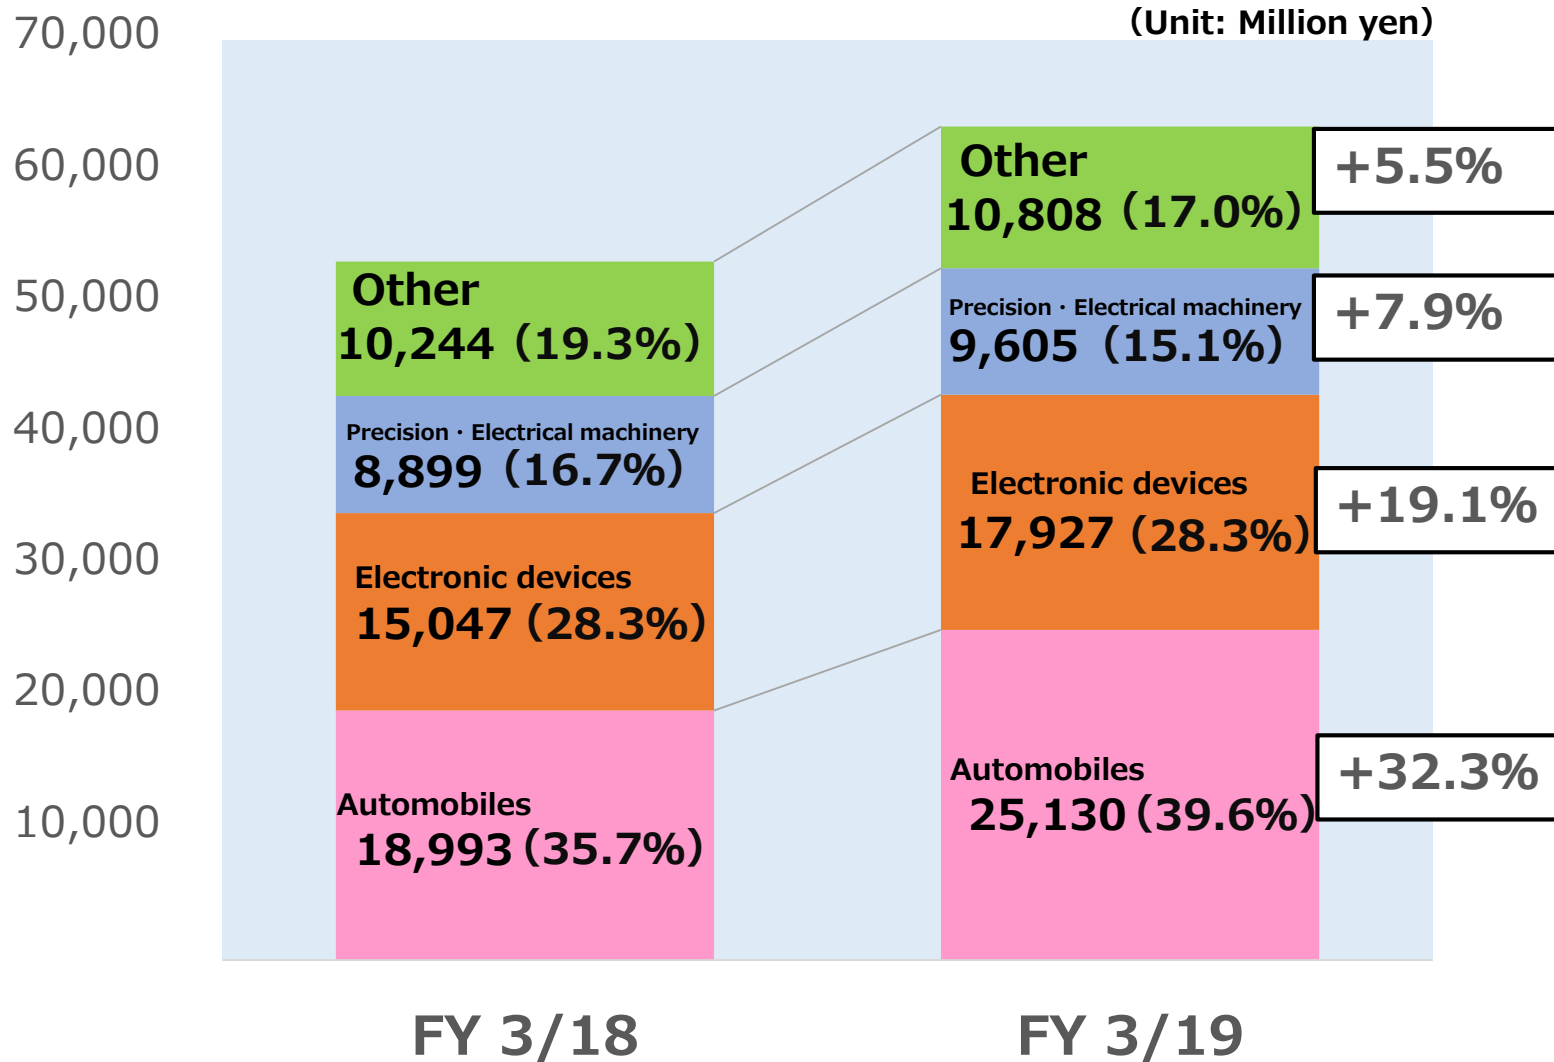 (Unit: Million yen)
70,000
60,000
50,000
40,000
30,000
20,000
10,000
Other
10,244 (19.3%)
Precision・Electrical machinery
8,899 (16.7%)
Electronic devices
15,047 (28.3%)
Automobiles
18,993 (35.7%)
Other
10,808 (17.0%)
Precision・Electrical machinery
9,605 (15.1%)
Electronic devices
17,927 (28.3%)
Automobiles
25,130 (39.6%)
+5.5%
+7.9%
+19.1%
+32.3%
FY 3/18
FY 3/19